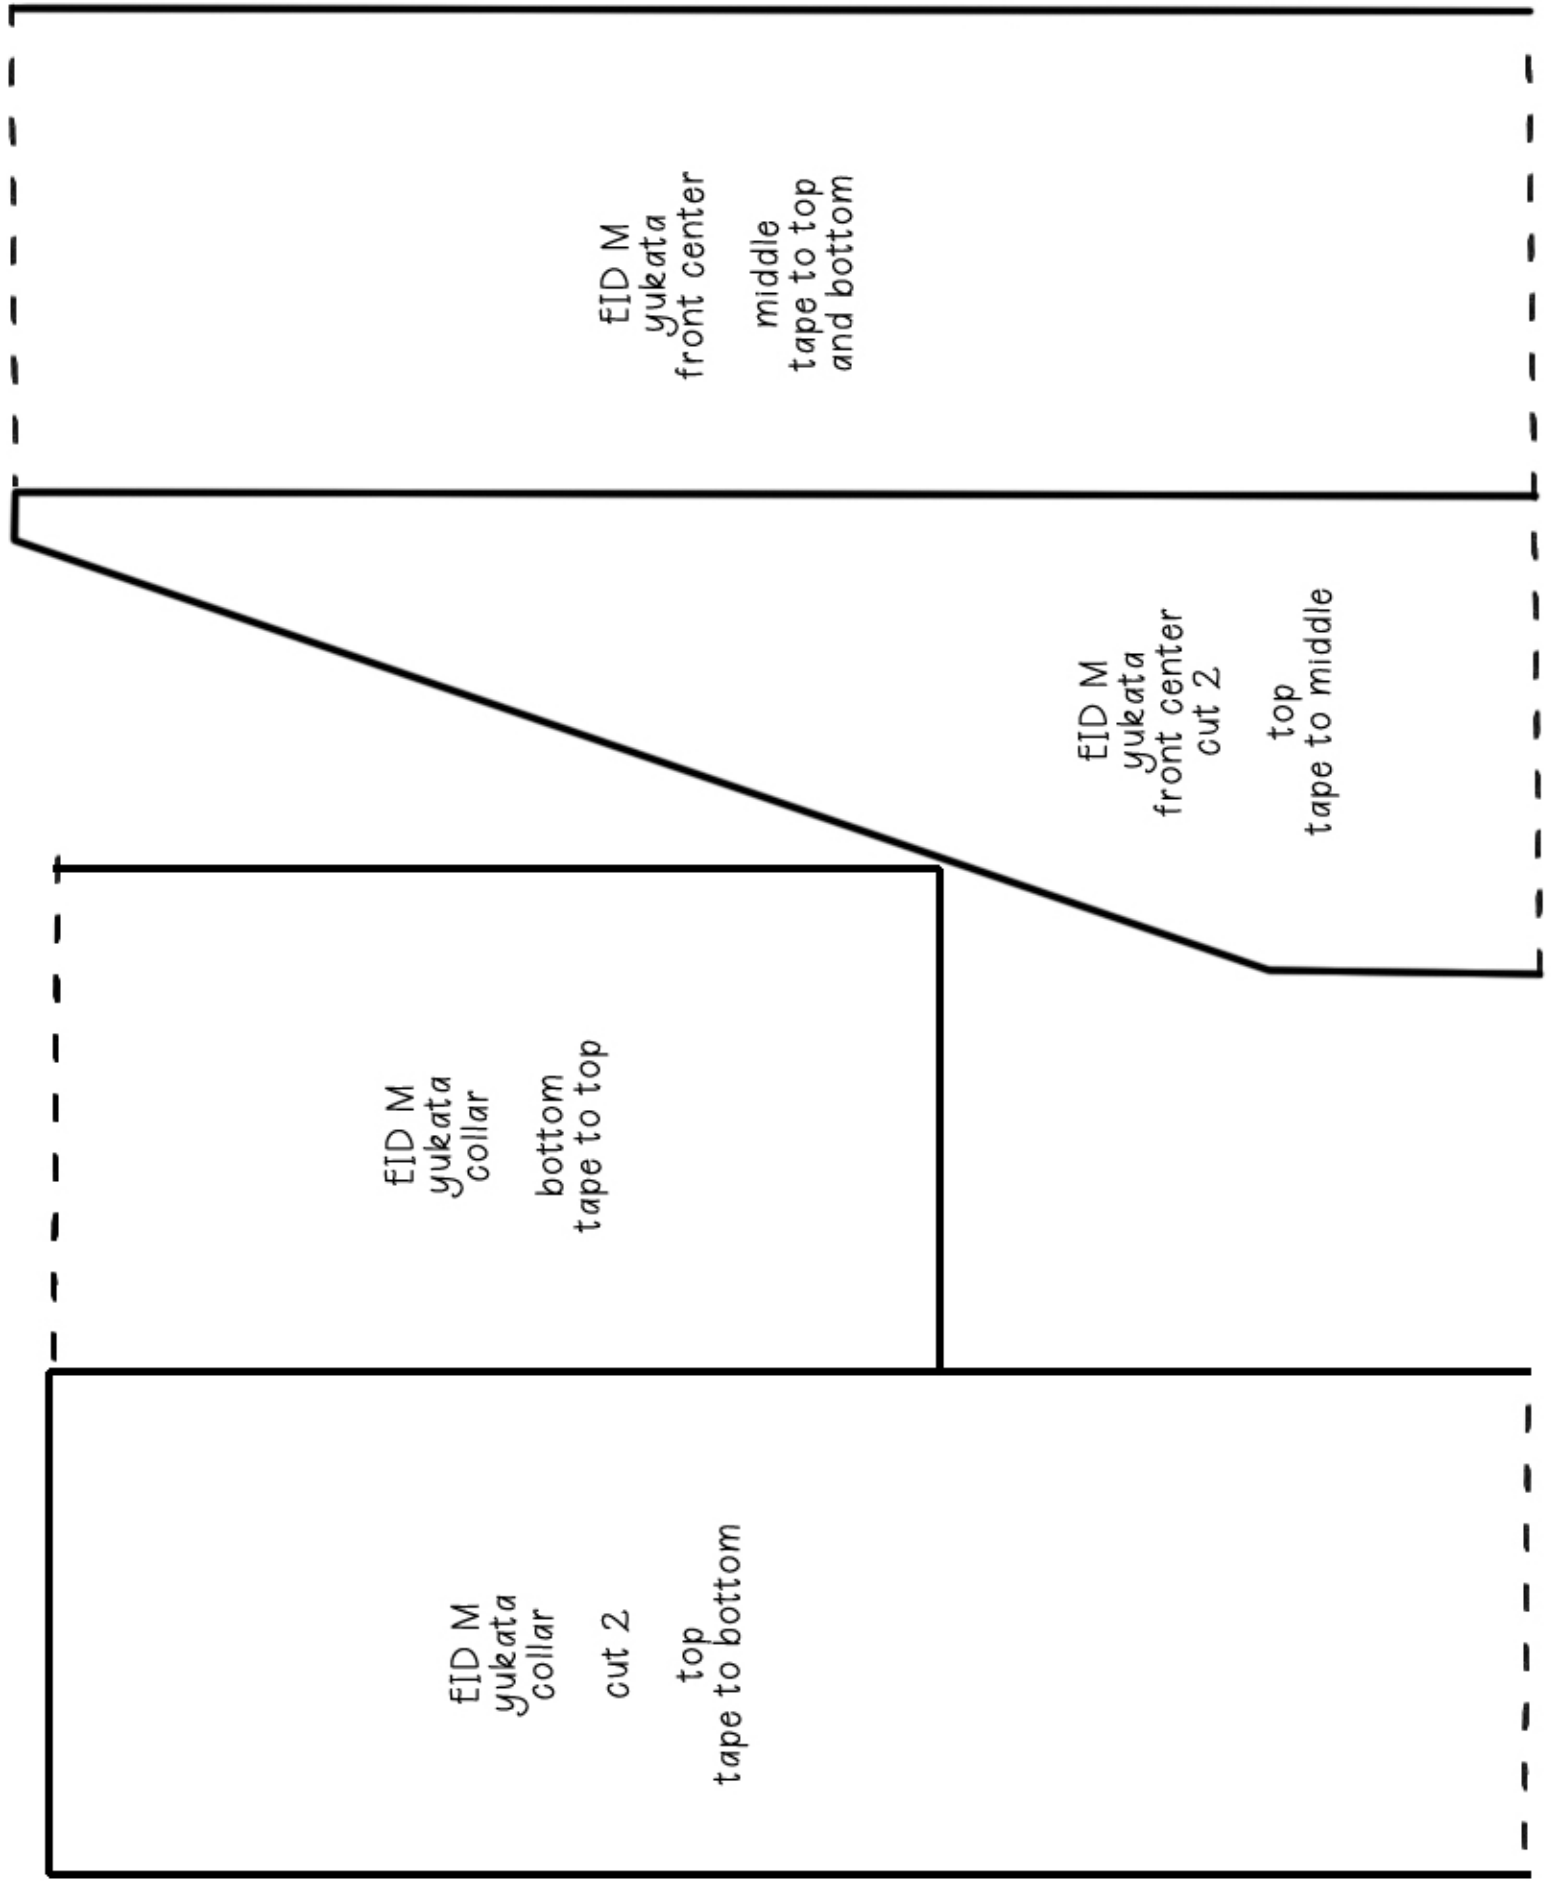 EID M
yukata
front center
middle
tape to top
and bottom
EID M
yukata
front center
cut 2
top
tape to middle
EID M
yukata
collar
bottom
tape to top
EID M
yukata
collar
cut 2
top
tape to bottom